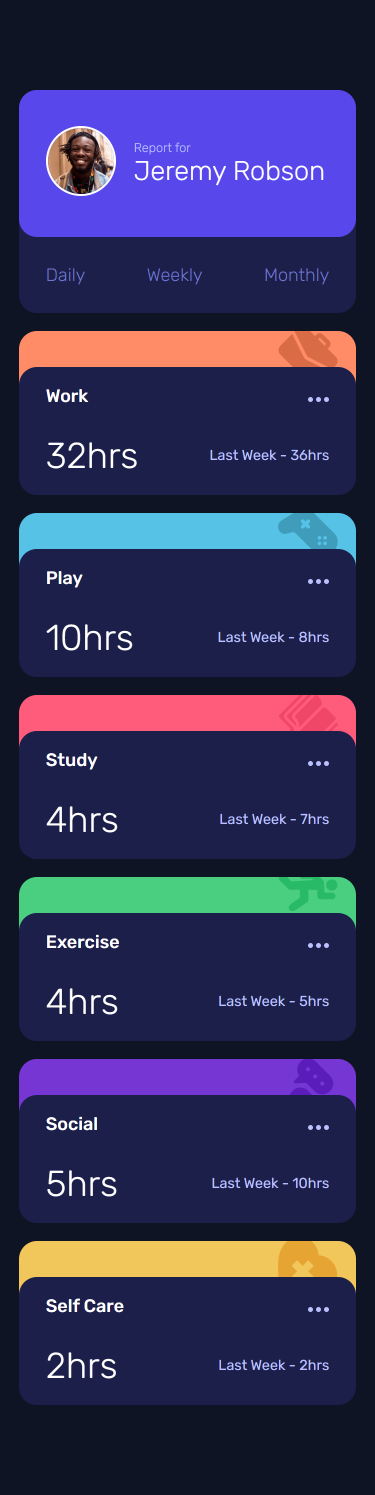 Report for
Jeremy Robson
Daily Weekly Monthly
Work
32hrs Last Week - 36hrs
Play
10hrs Last Week - 8hrs
Study
4hrs Last Week - 7hrs
Exercise
4hrs Last Week - 5hrs
Social
5hrs Last Week - 10hrs
Self Care
2hrs Last Week - 2hrs